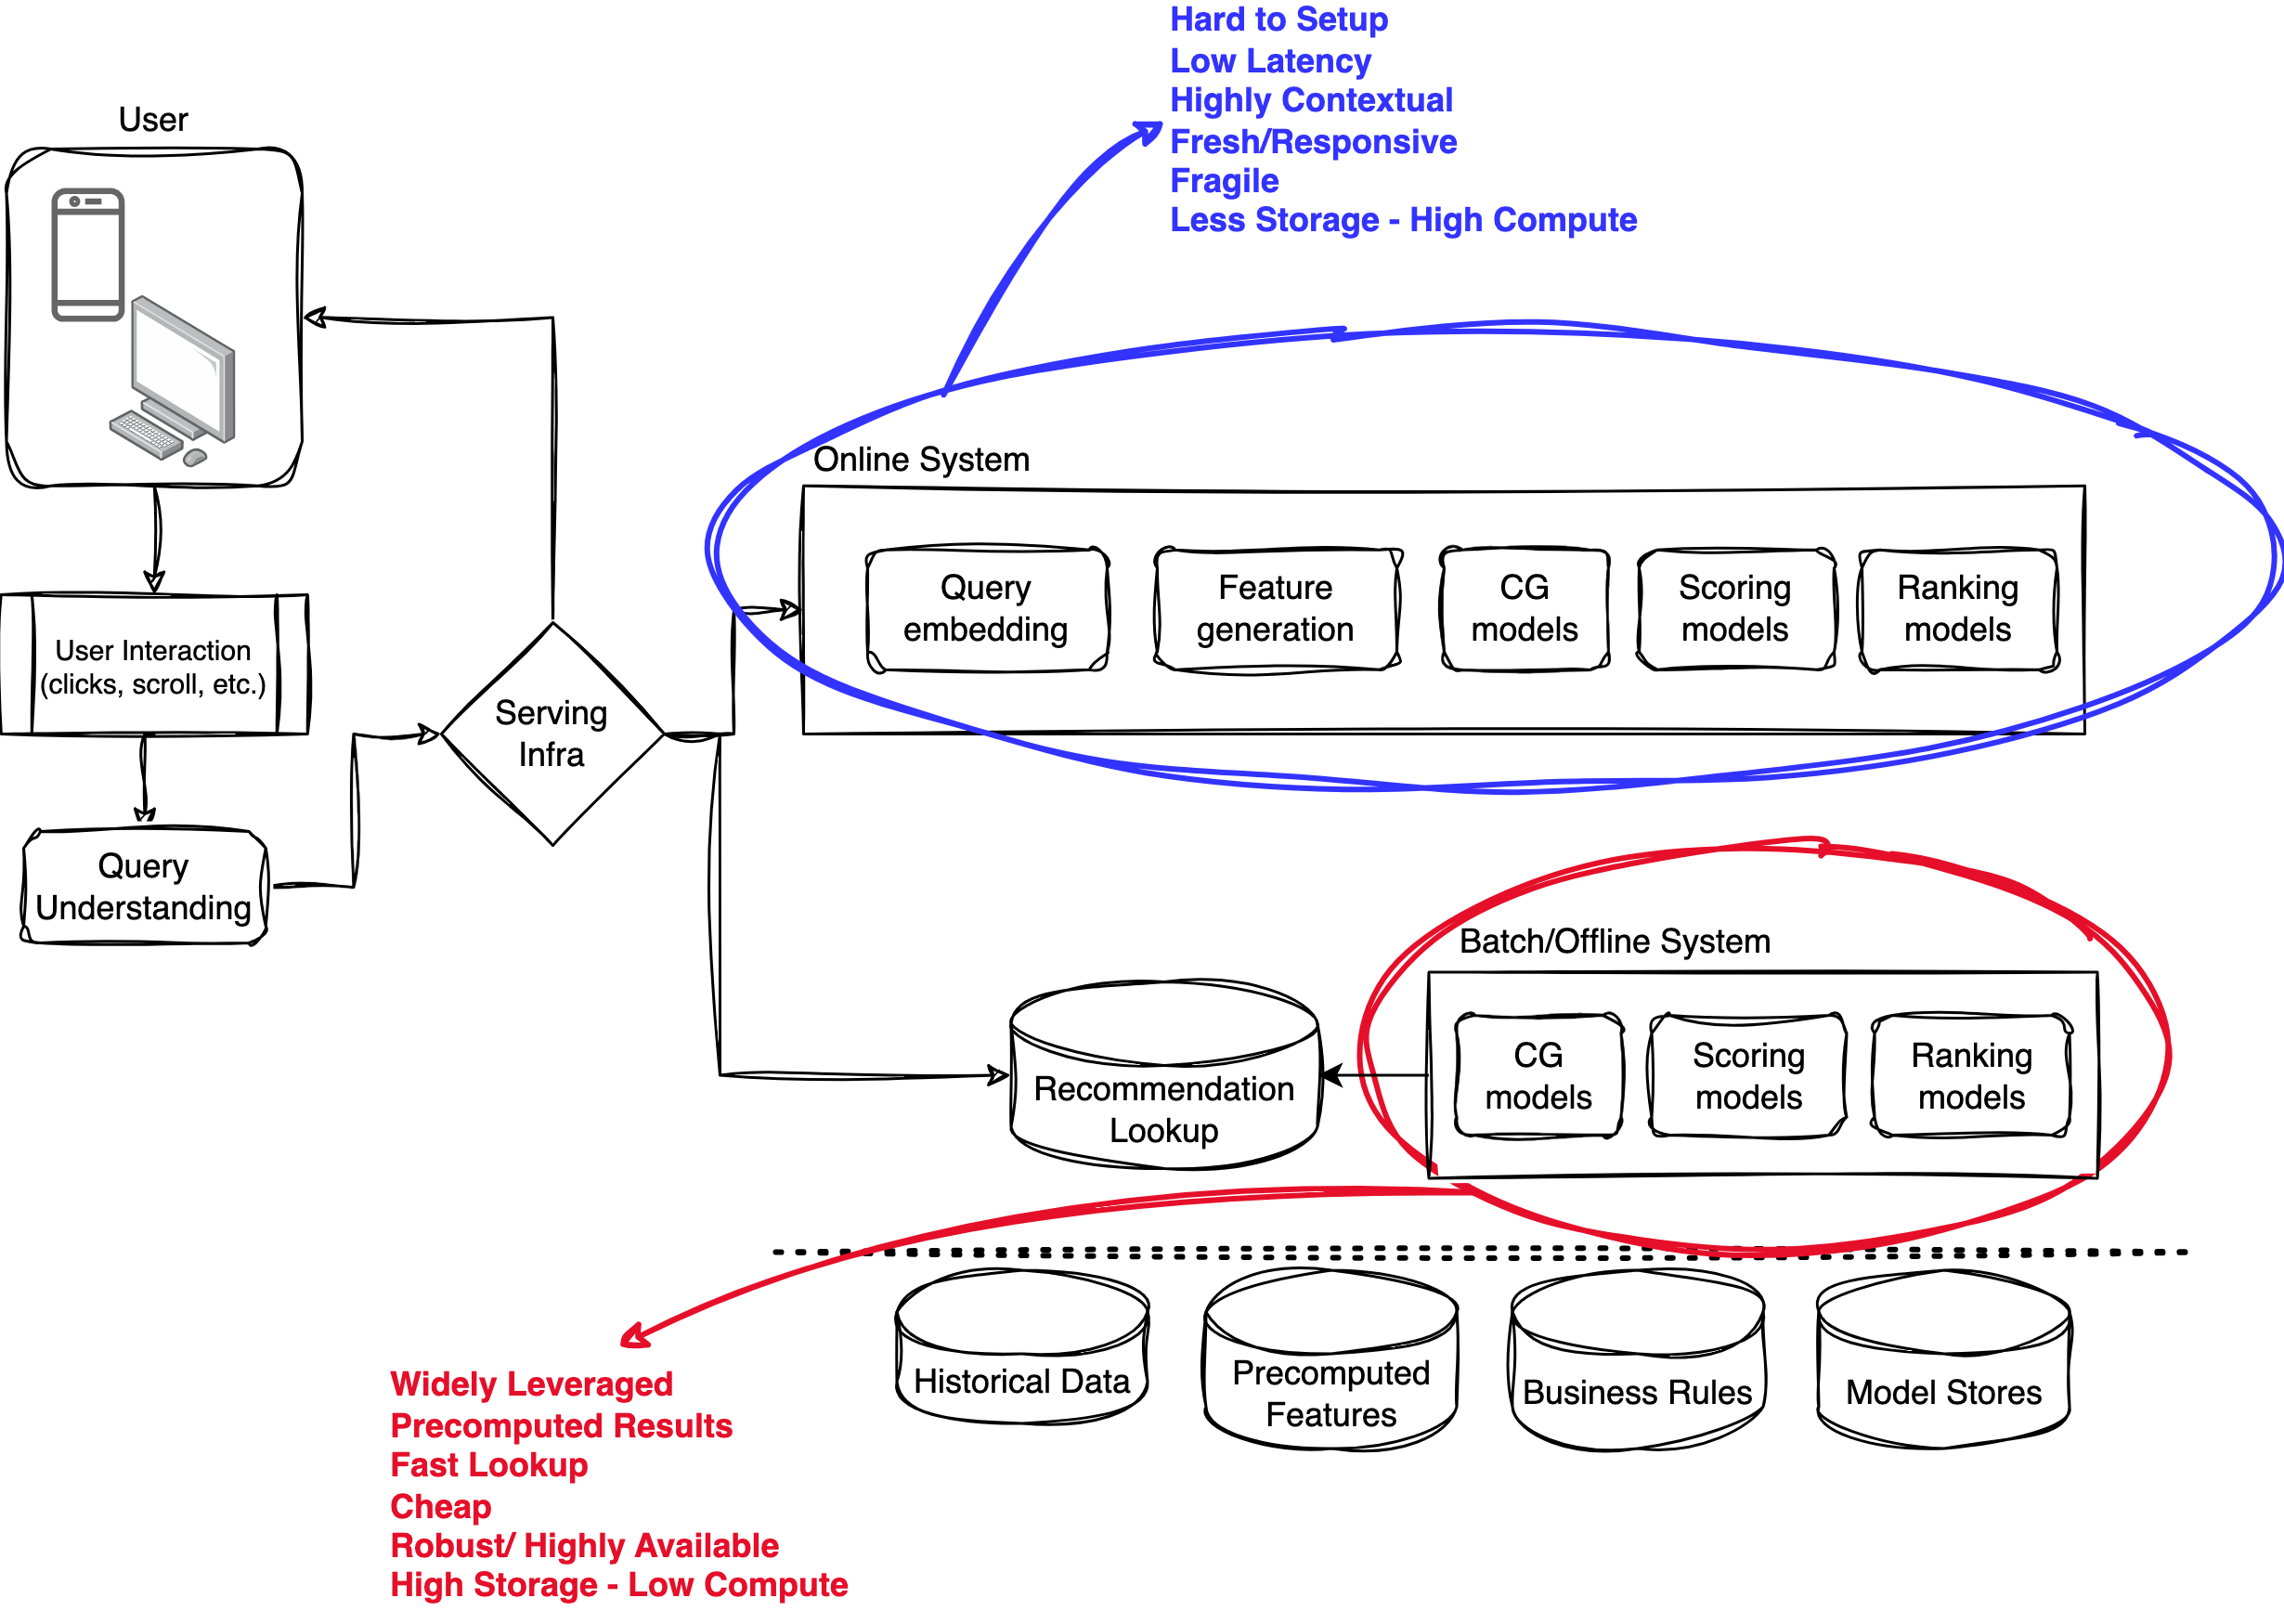 Hard to Setup
Low Latency
Highly Contextual
Fresh/Responsive
Fragile
Less Storage - High Compute
User
Online System
Query
embedding
Feature
generation
CG
models
Scoring
models
Ranking
models
User Interaction
(clicks, scroll, etc.)
Serving
Infra
Query
Understanding
Batch/Offline System
CG
models
Scoring
models
Ranking
models
Recommendation
Lookup
Historical Data
Precomputed
Features
Business Rules
Model Stores
Widely Leveraged
Precomputed Results
Fast Lookup
Cheap
Robust/ Highly Available
High Storage - Low Compute